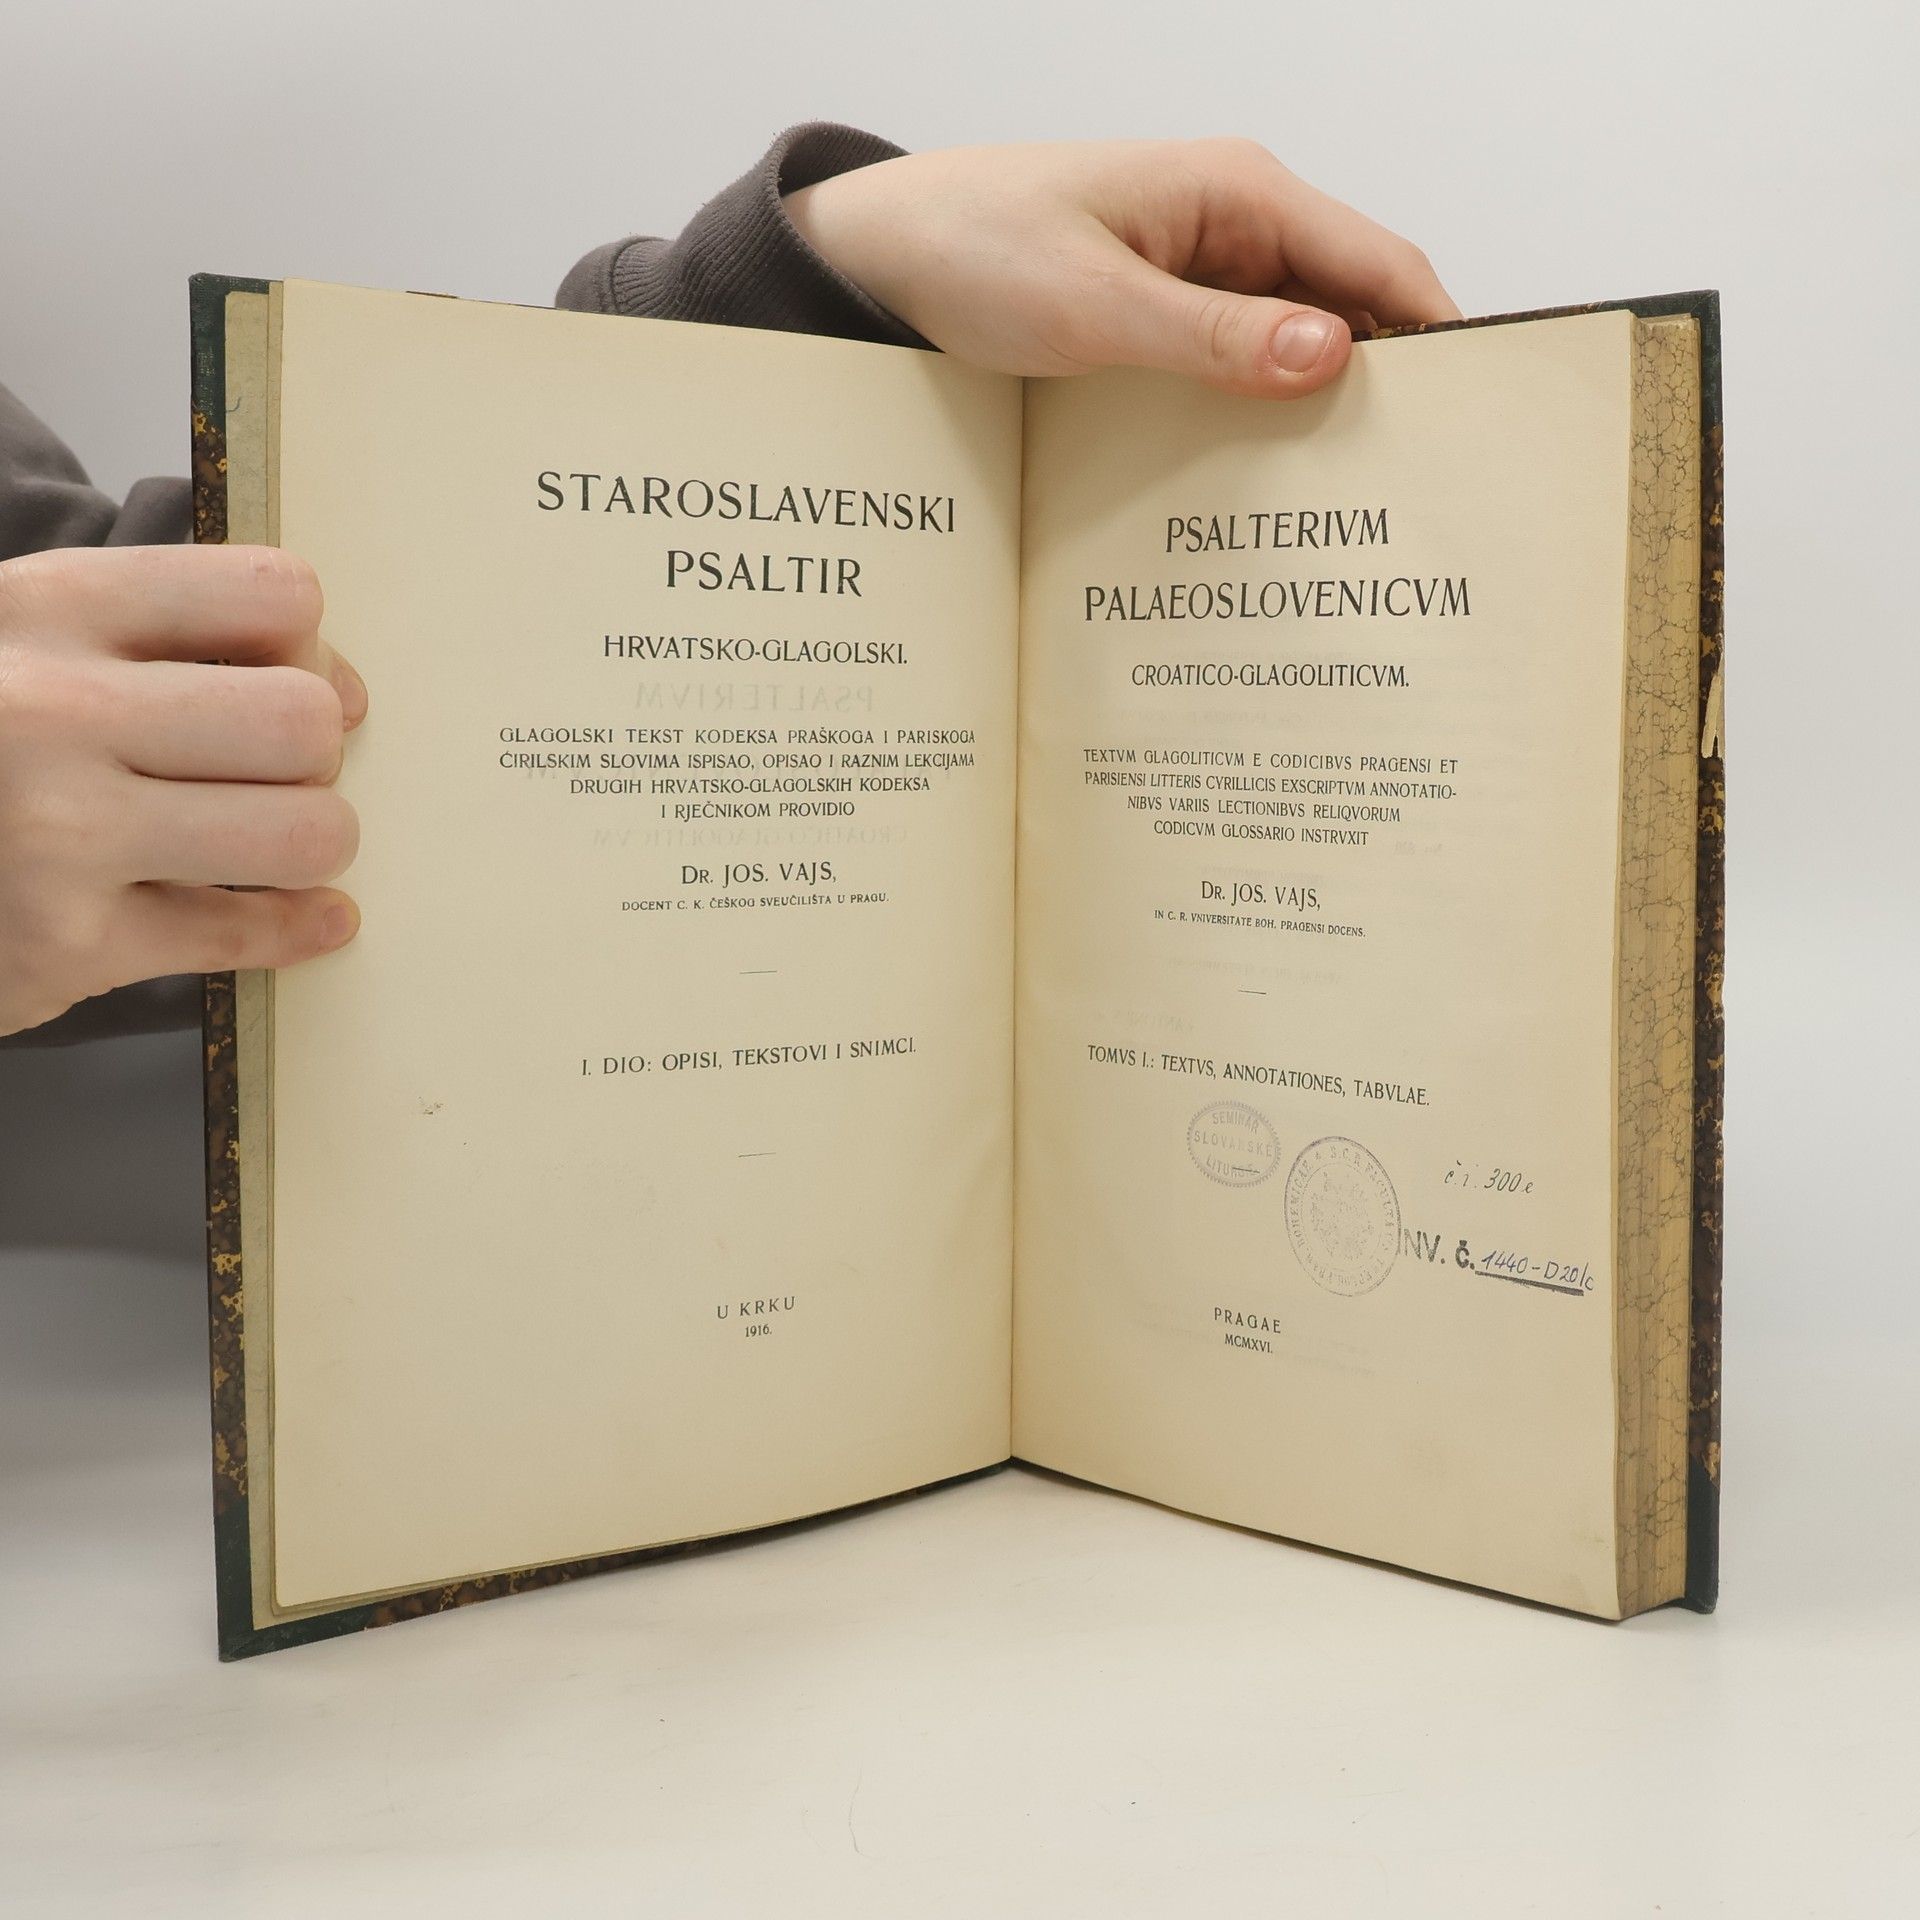 STAROSLAVENSKI
PSALTIR
HRVATSKO-GLAGOLSKI.
GLAGOLSKI TEKST KODEKSA PRAŠKOGA I PARISKOGA
ĆIRILSKIM SLOVIMA ISPISAO, OPISAO I RAZNIM LEKCIJAMA
DRUGIH HRVATSKO-GLAGOLSKIH KODEKSA
I RJEČNIKOM PROVIDIO
DR. JOS. VAJS,
DOCENT C. K. ČEŠKOG SVEUČILIŠTA U PRAGU.
I. DIO: OPISI, TEKSTOVI I SNIMCI.
U KRKU
1916.
PSALTERIVM
PALAEOSLOVENICVM
CROATICO-GLAGOLITICVM.
TEXTVM GLAGOLITICVM E CODICIBVS PRAGENSI ET
PARISIENSI LITTERIS CYRILLICIS EXSCRIPTVM ANNOTATIO-
NIBVS VARIIS LECTIONIBVS RELIQVORVM
CODICVM GLOSSARIO INSTRVXIT
DR. JOS. VAJS,
IN C. R. VNIVERSITATE BOH. PRAGENSI DOCENS.
TOMVS I.: TEXTVS, ANNOTATIONES, TABVLAE.
SEMINÁŘ
SLOVANSKÉ
č. i. 300e
INV. Č. 1440-D20/c
PRAGAE
MCMXVI.